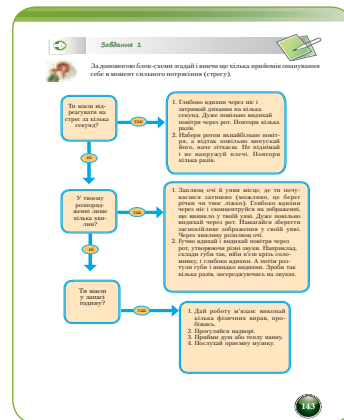 Завдання 1
За допомогою блок-схеми згадай і вивчи ще кілька прийомів опанування
себе в момент сильного потрясіння (стресу).
Ти маєш від-
реагувати на
стрес за кілька
секунд?
так
1. Глибоко вдихни через ніс і
затримай дихання на кілька
секунд. Дуже повільно видихай
повітря через рот. Повтори кілька
разів.
2. Набери ротом якнайбільше повіт-
ря, а відтак повільно випускай
його, наче зітхаєш. Не піднімай
і не напружуй плечі. Повтори
кілька разів.
ні
У твоєму
розпоряд-
женні лише
кілька хви-
лин?
так
1. Заплющ очі й уяви місце, де ти почу-
ваєшся затишно (можливо, це берег
річки чи твоє ліжко). Глибоко вдихни
через ніс і сконцентруйся на зображенні,
що виникло у твоїй уяві. Дуже повільно
видихай через рот. Намагайся зберегти
заспокійливе зображення у своїй уяві.
Через хвилину розплющ очі.
2. Гучно вдихай і видихай повітря через
рот, утворюючи різні звуки. Наприклад,
склади губи так, ніби п'єш крізь соло-
минку, і глибоко вдихни. А потім роз-
тули губи і швидко видихни. Зроби так
кілька разів, зосереджуючись на звуках.
ні
Ти маєш
у запасі
годину?
так
1. Дай роботу м'язам: виконай
кілька фізичних вправ, про-
біжись.
2. Прогуляйся надворі.
3. Прийми душ або теплу ванну.
4. Послухай приємну музику.
143